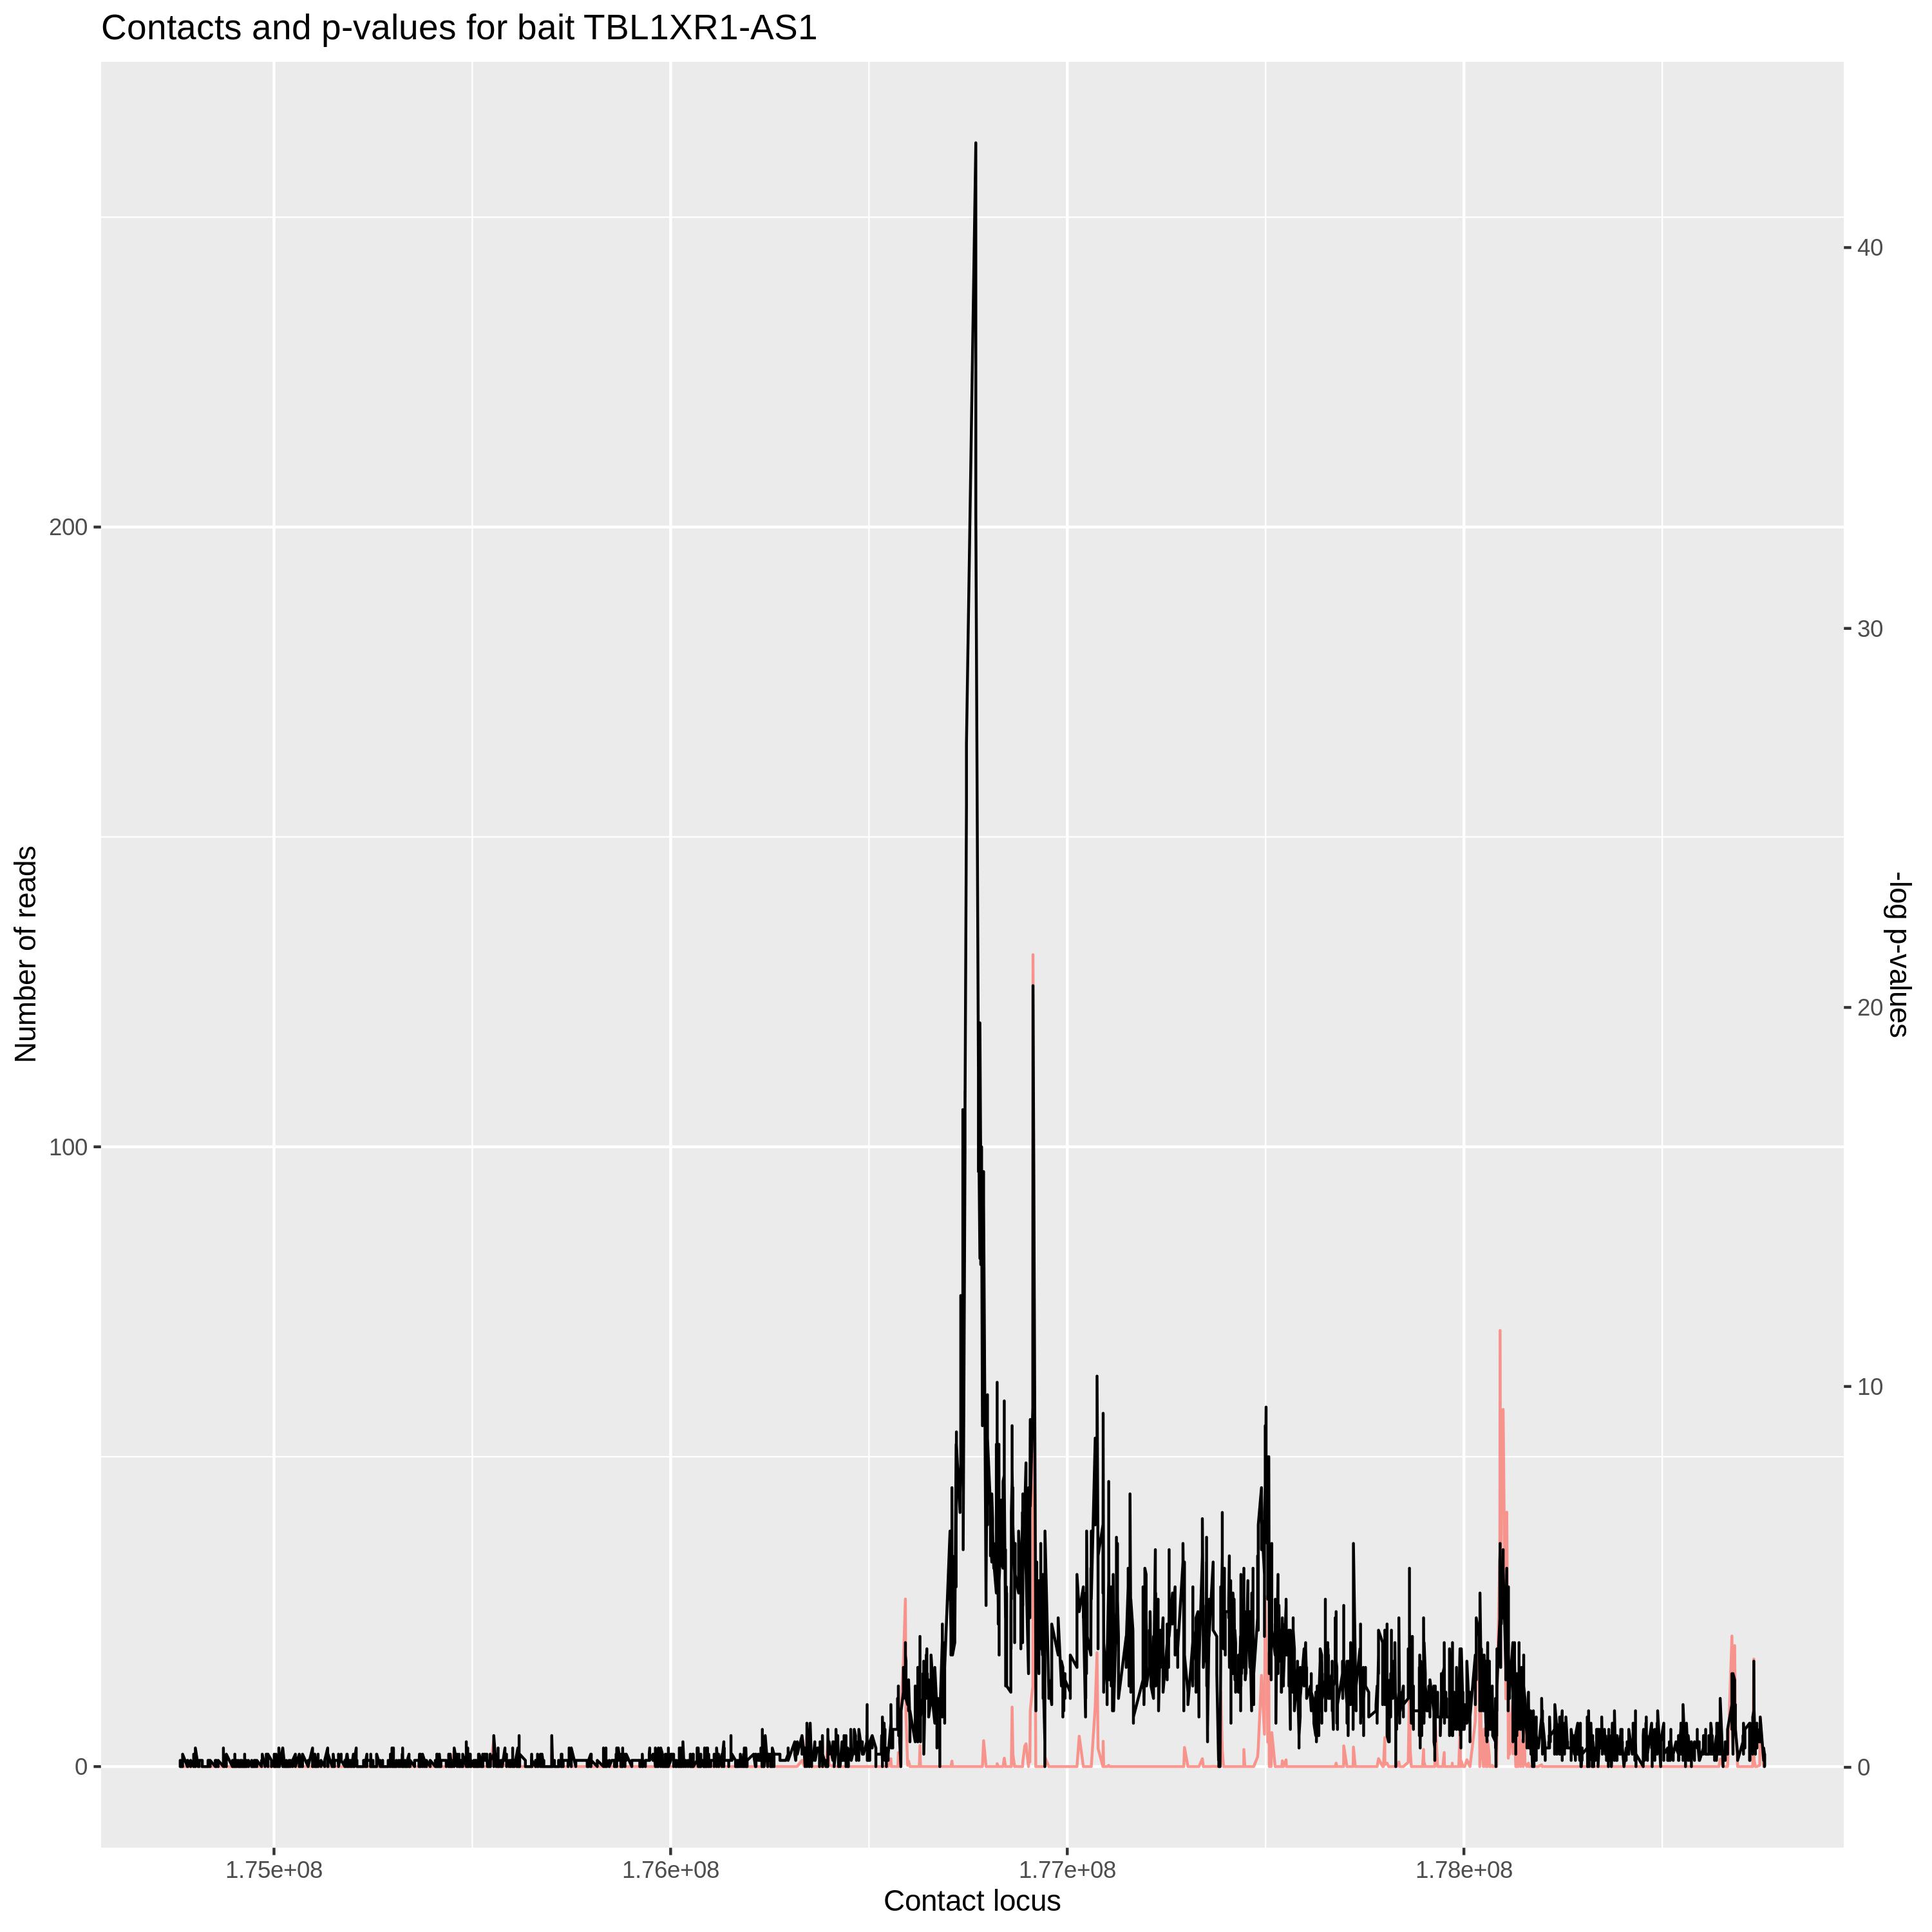 Contacts and p-values for bait TBL1XR1-AS1
Number of reads
200
100
0
40
30
20
10
0
-log p-values
1.75e+08
1.76e+08
1.77e+08
1.78e+08
Contact locus